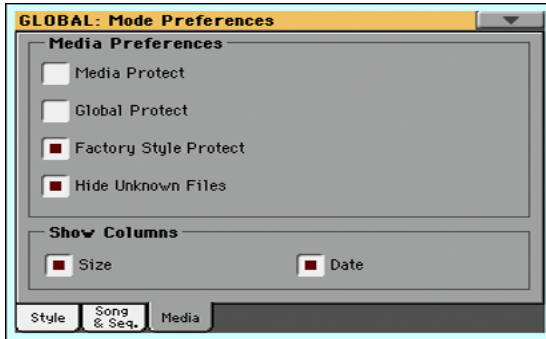 GLOBAL: Mode Preferences
Media Preferences
Media Protect
Global Protect
Factory Style Protect
Hide Unknown Files
Show Columns
Size Date
Style Song & Seq. Media